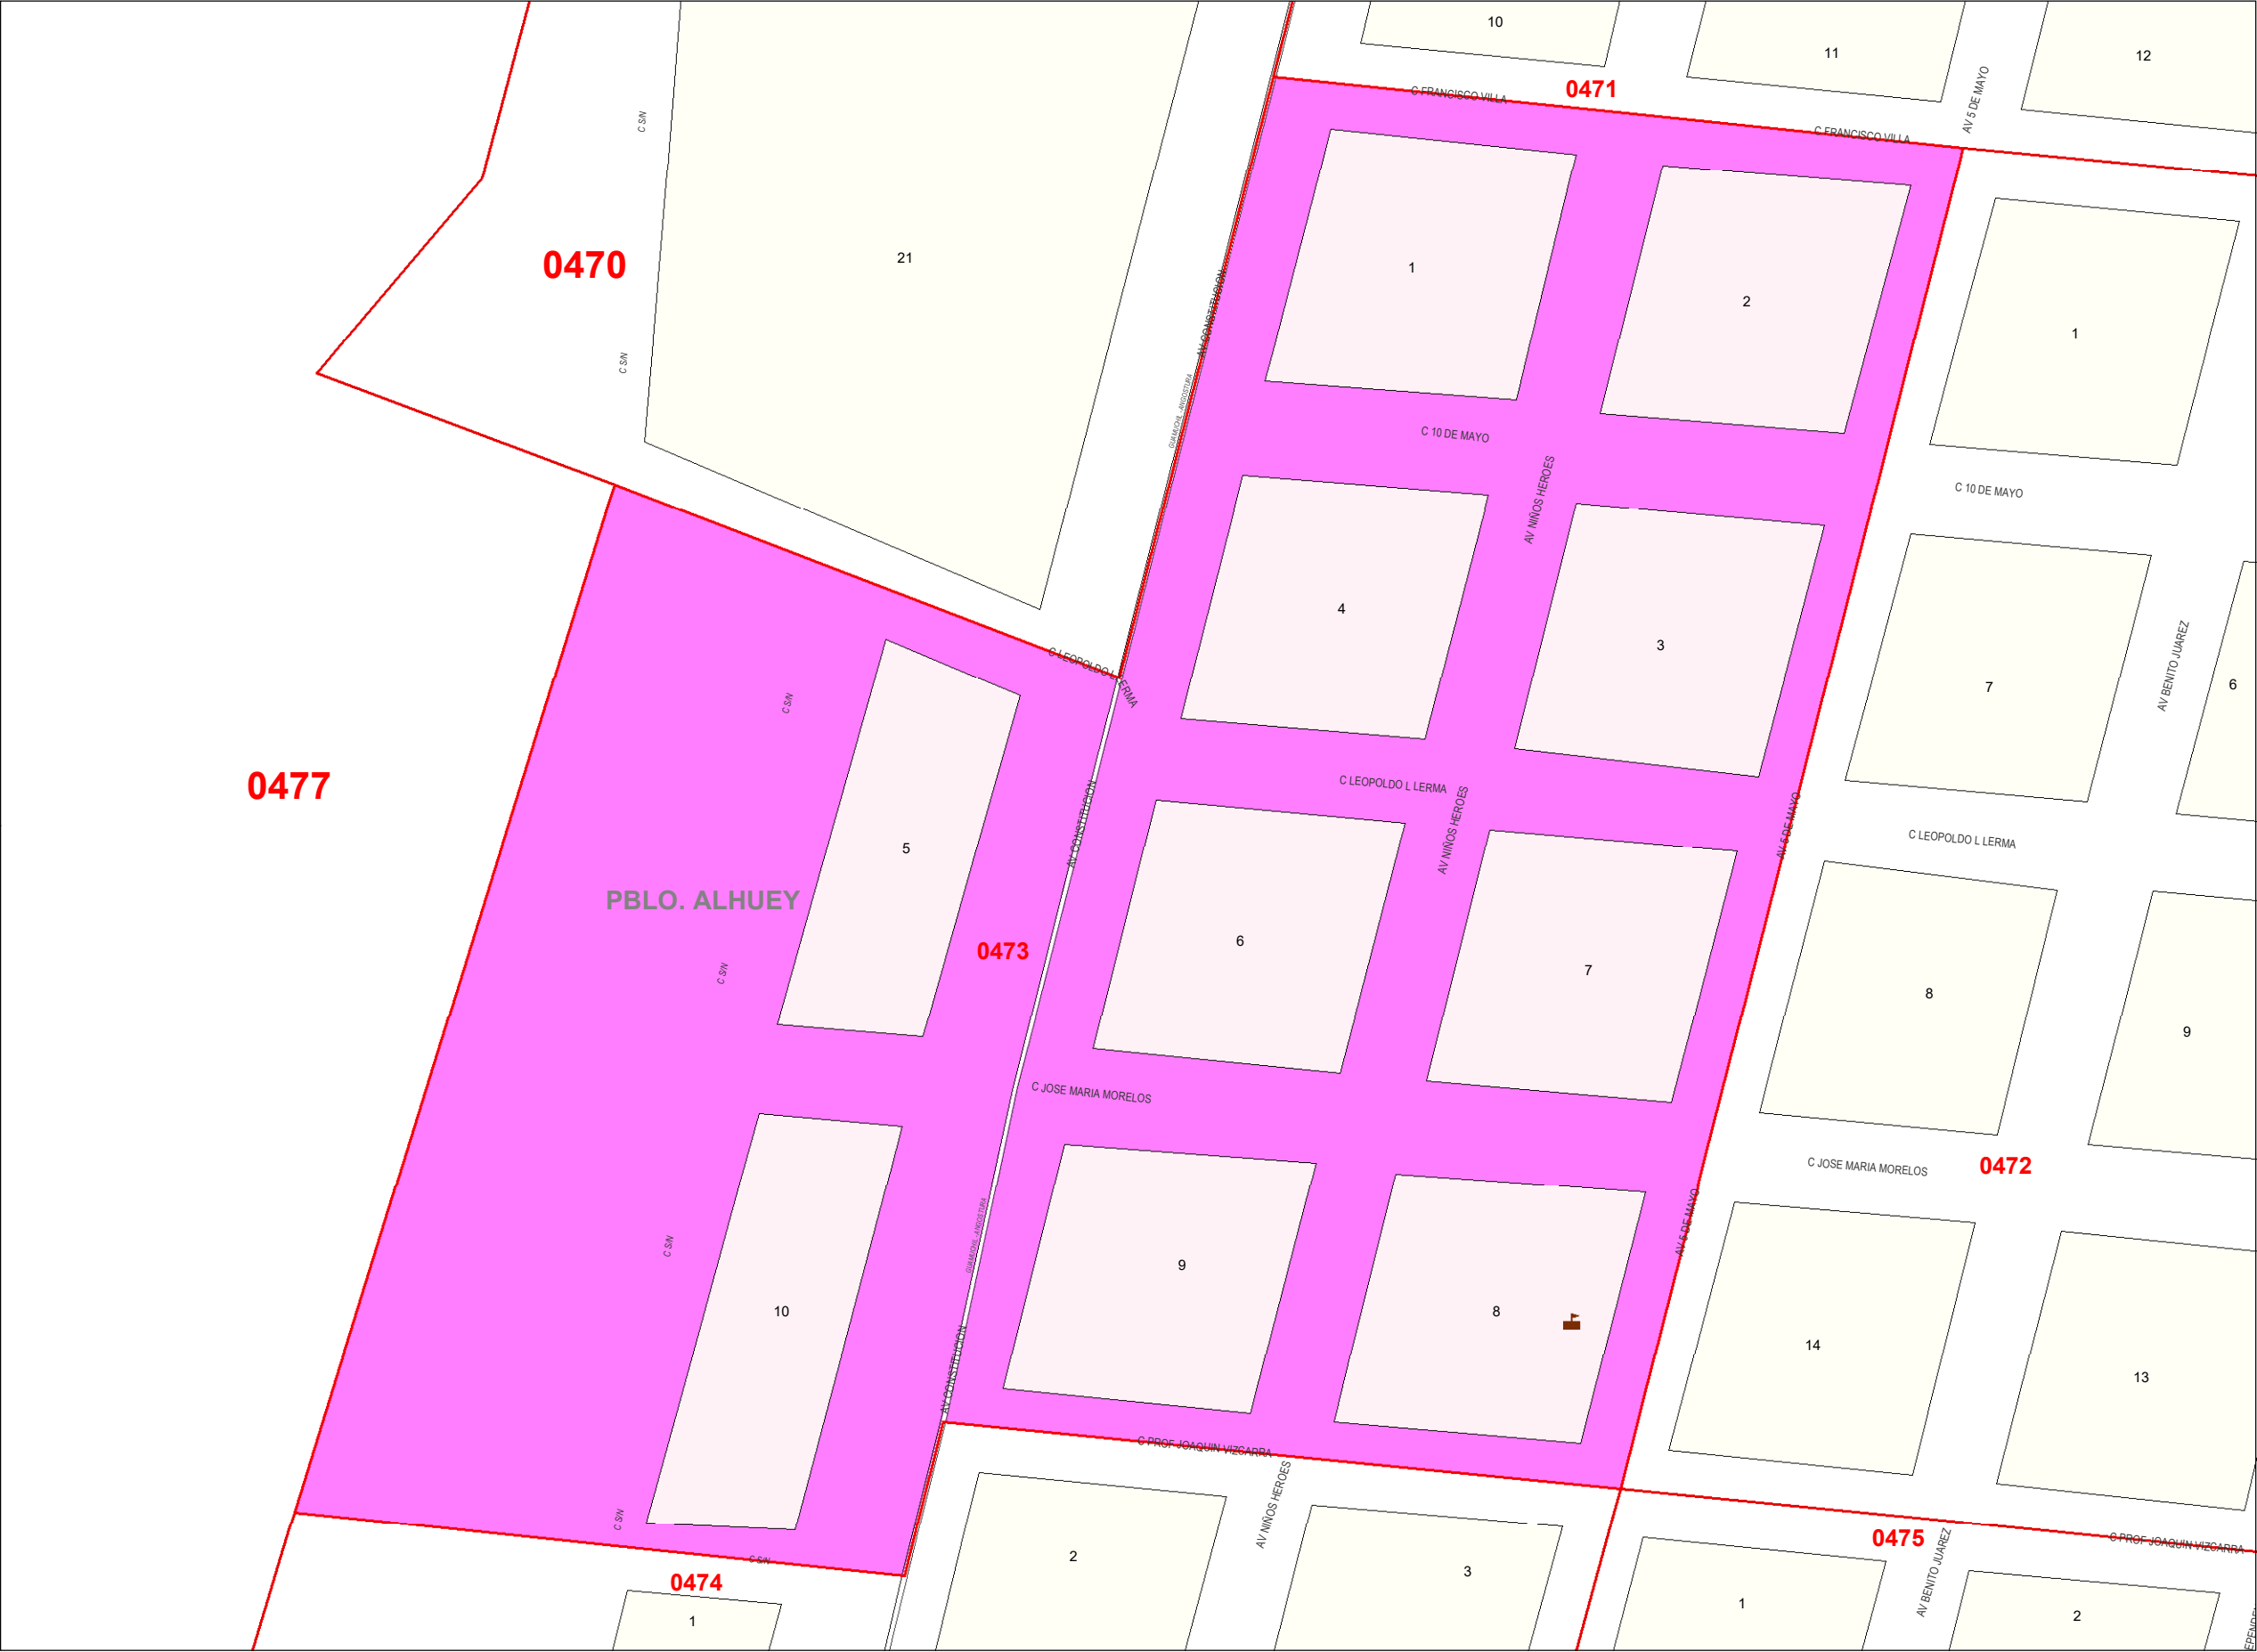 10
11
12
C FRANCISCO VILLA
0471
AV 5 DE MAYO
C FRANCISCO VILLA
C S/N
0470
21
AV CONSTITUCION
1
2
1
C S/N
GUAMUCHIL -ANGOSTURA
C 10 DE MAYO
AV NIÑOS HEROES
C 10 DE MAYO
4
3
7
AV BENITO JUAREZ
6
C LEOPOLDO L LERMA
C S/N
0477
C LEOPOLDO L LERMA
AV NIÑOS HEROES
AV 5 DE MAYO
C LEOPOLDO L LERMA
AV CONSTITUCION
5
PBLO. ALHUEY
0473
6
7
8
9
C S/N
C JOSE MARIA MORELOS
C JOSE MARIA MORELOS
0472
C S/N
GUAMUCHIL -ANGOSTURA
AV 5 DE MAYO
10
9
8
14
13
AV CONSTITUCION
C PROF JOAQUIN VIZCARRA
C S/N
AV NIÑOS HEROES
0475
C PROF JOAQUIN VIZCARRA
C S/N
0474
2
3
AV BENITO JUAREZ
1
1
2